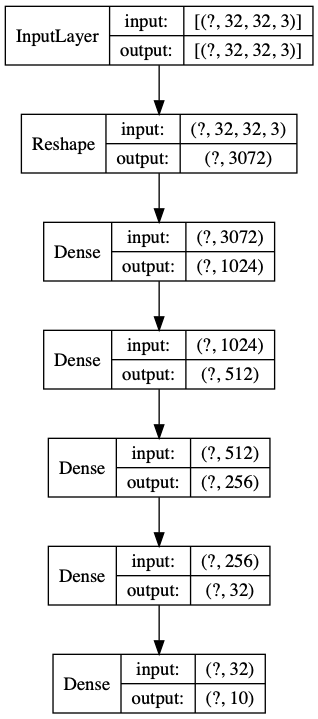 InputLayer
input: [(?, 32, 32, 3)]
output: [(?, 32, 32, 3)]
Reshape
input: (?, 32, 32, 3)
output: (?, 3072)
Dense
input: (?, 3072)
output: (?, 1024)
Dense
input: (?, 1024)
output: (?, 512)
Dense
input: (?, 512)
output: (?, 256)
Dense
input: (?, 256)
output: (?, 32)
Dense
input: (?, 32)
output: (?, 10)